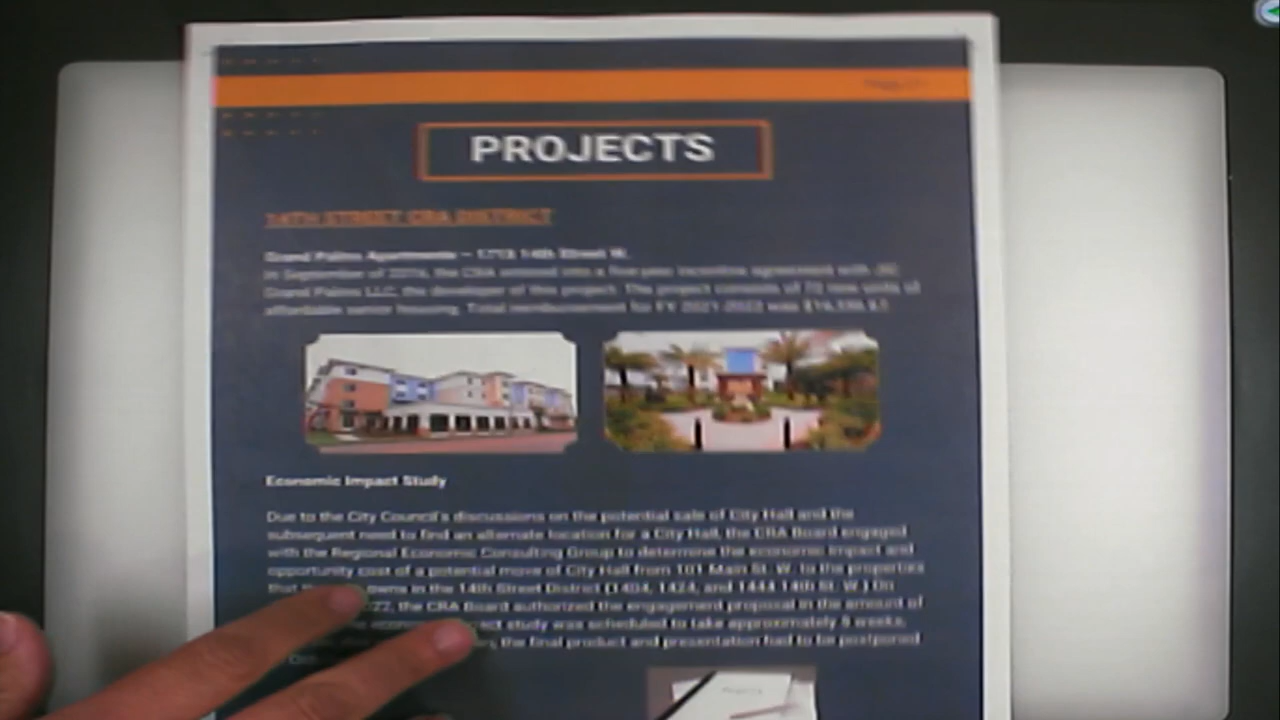 PROJECTS
14TH STREET CRA DISTRICT
Grand Palms Apartments – 14th Street W.
In September of the CRA entered into a five-year incentive agreement with
Grand Palms LLC, the developer of this project. The project consists of 72 new units of
affordable senior housing. Total reimbursement for FY 2021-2022 was
Economic Impact Study
Due to the City Council's discussions on the potential sale of City Hall and the
subsequent need to find an alternate location for a City Hall, the CRA Board engaged
with the Regional Economic Consulting Group to determine the economic impact and
opportunity cost of a potential move of City Hall from 101 Main St. W. to the properties
that owns in the 14th Street District (1404, 1424, and 1444 14th St. W.) On
22, the CRA Board authorized the engagement proposal in the amount of
study was scheduled to take approximately weeks,
the final product and presentation had to be postponed